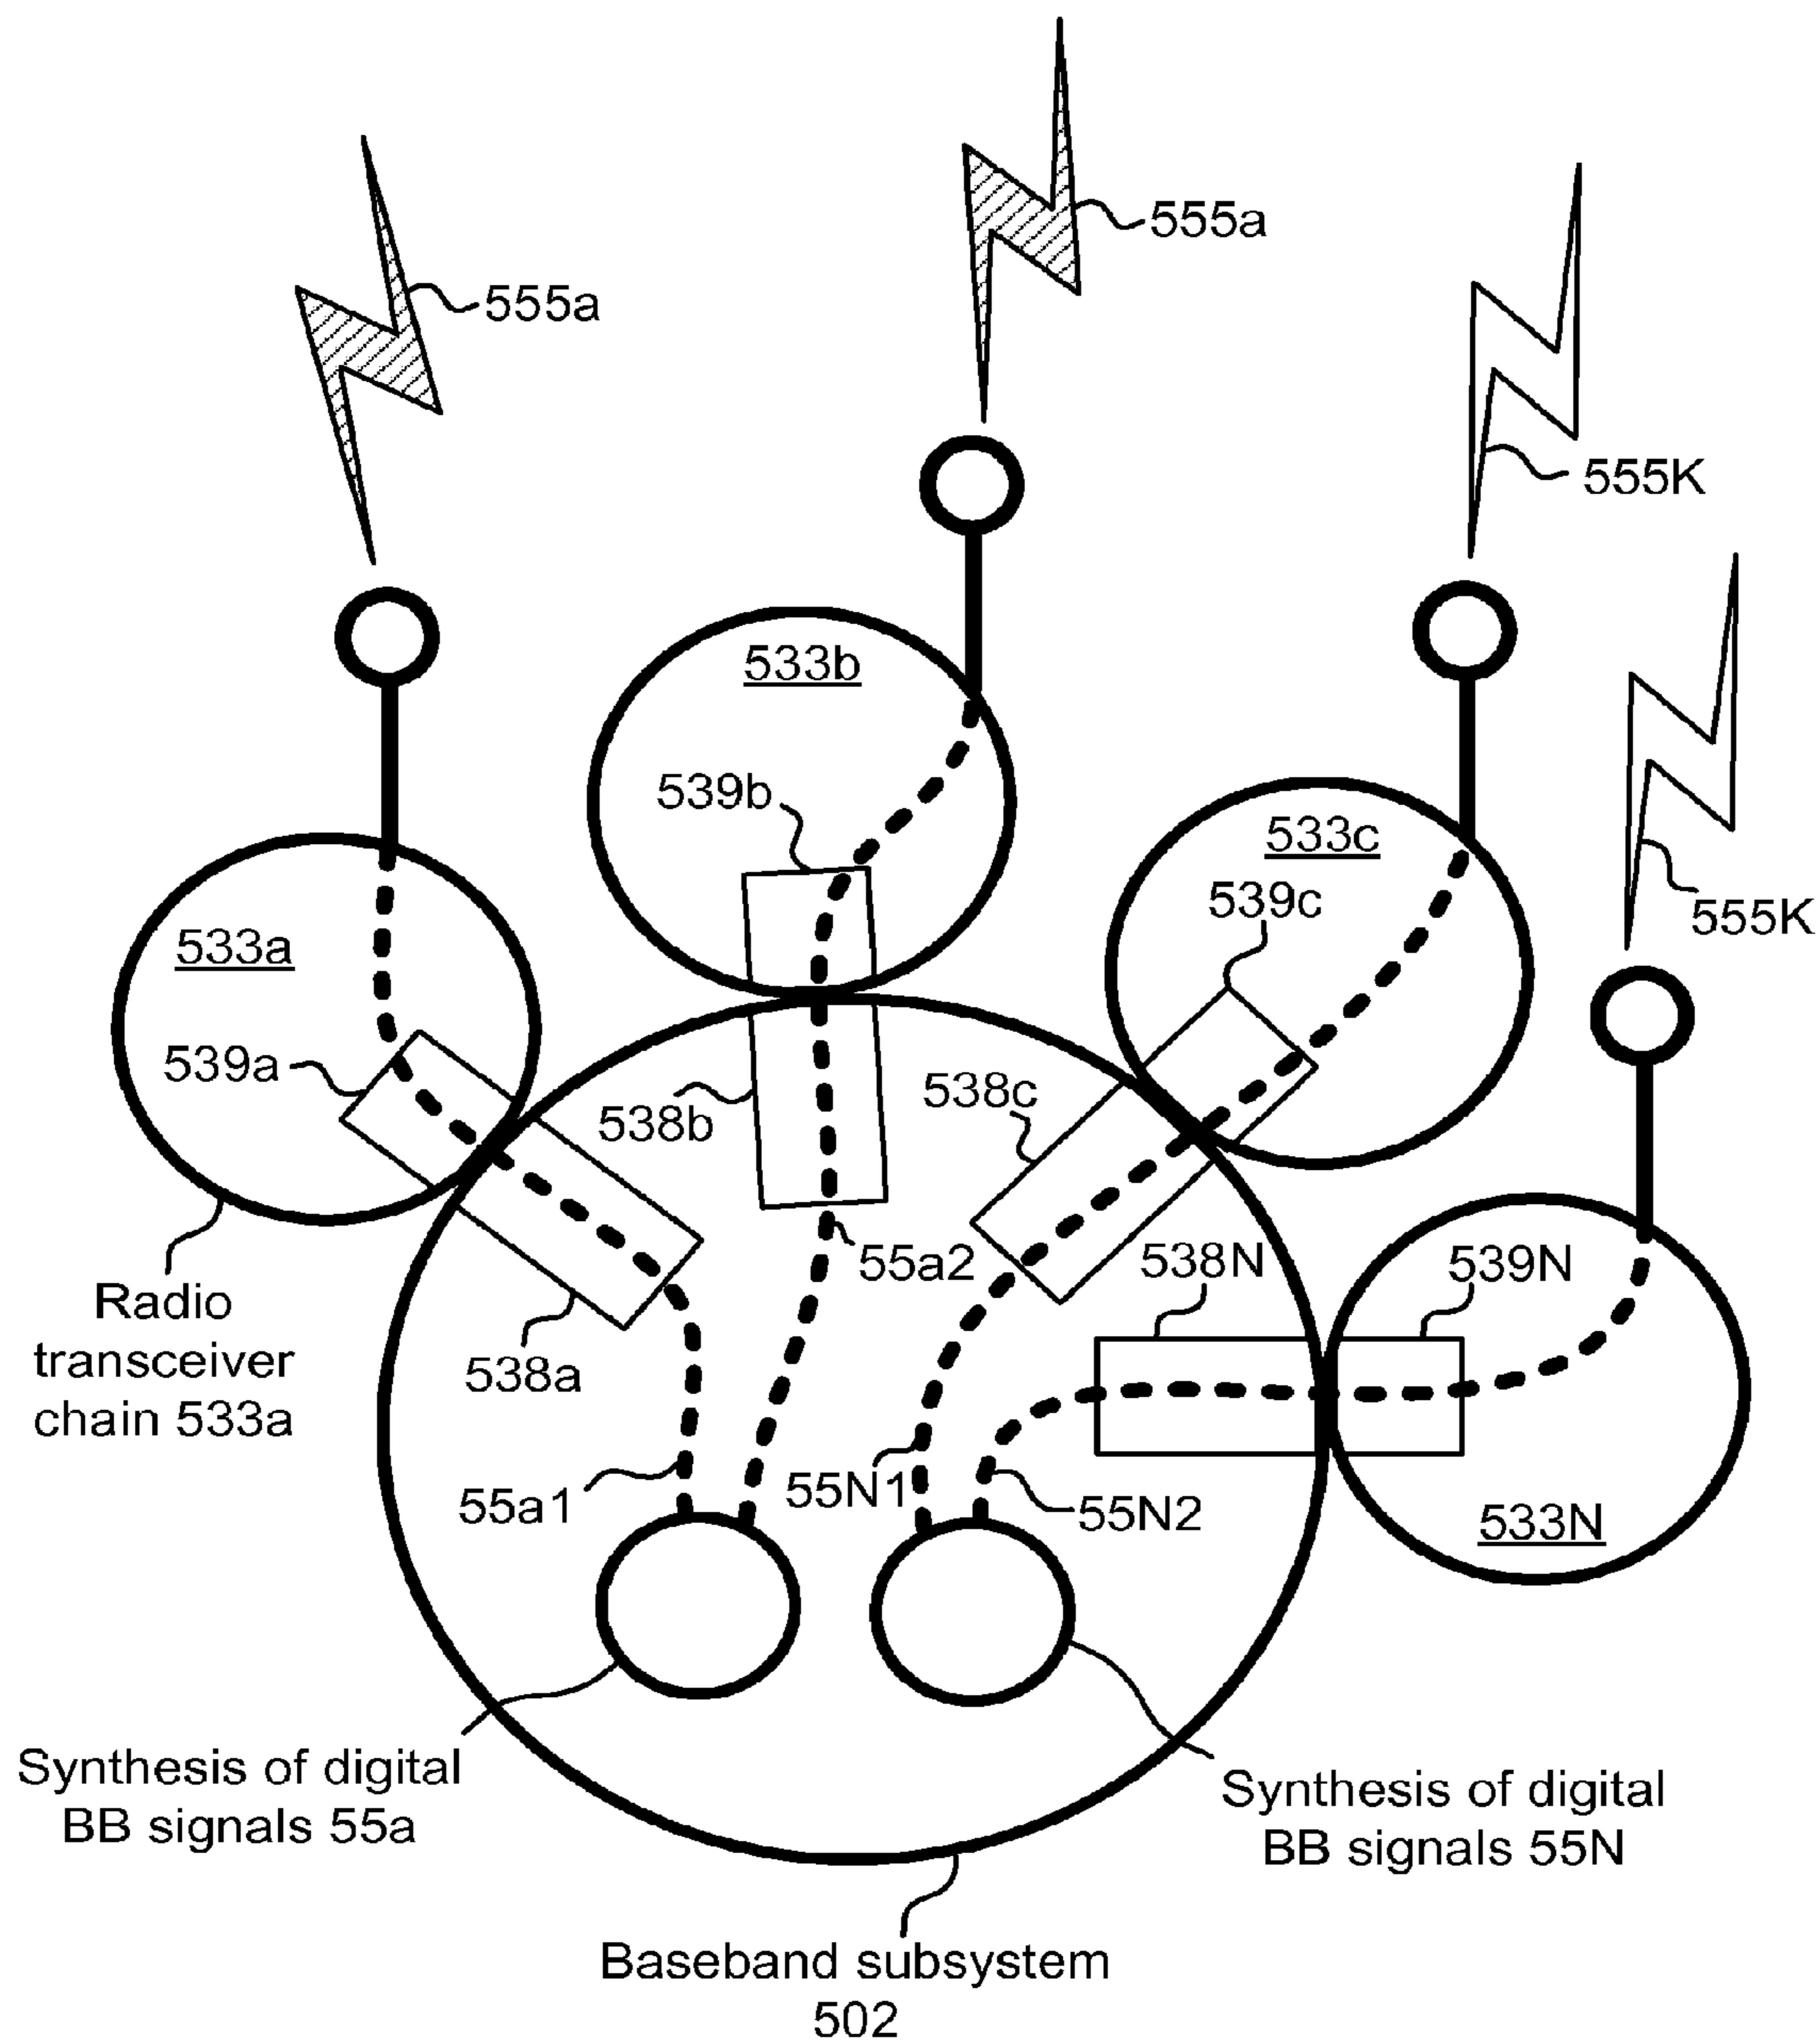 555a
555a
555K
555K
533b
539b
533c
539c
533a
539a
538b
538c
55a2
538N
539N
Radio
transceiver
chain 533a
538a
55a1
55N1
55N2
533N
Synthesis of digital
BB signals 55a
Synthesis of digital
BB signals 55N
Baseband subsystem
502